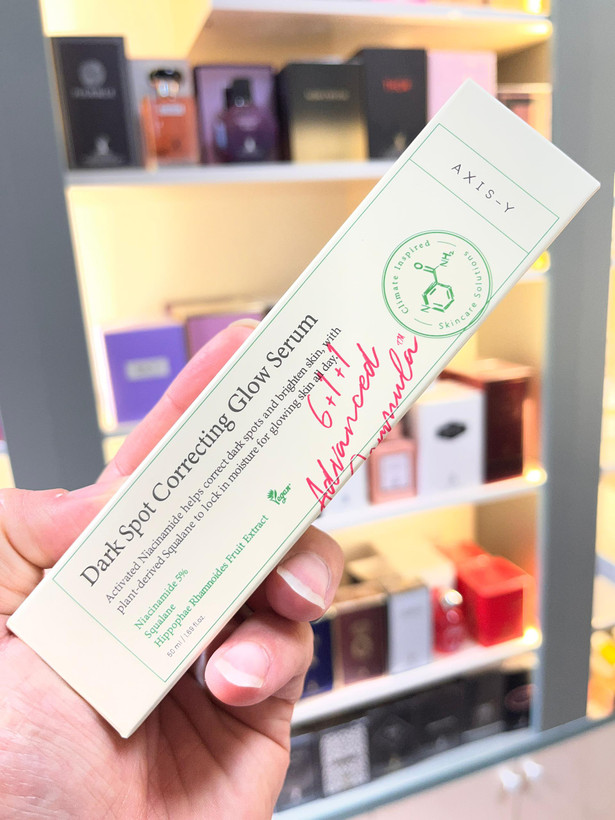 AXIS-Y
Climate Inspired
Skincare Solutions
O
NH₂
N
6+1+1
Advanced
Formula™
Dark Spot Correcting Glow Serum
Activated Niacinamide helps correct dark spots and brighten skin, with
plant-derived Squalane to lock in moisture for glowing skin all day.
Vegan
Niacinamide 5%
Squalane
Hippophae Rhamnoides Fruit Extract
50 ml / 1.69 fl.oz